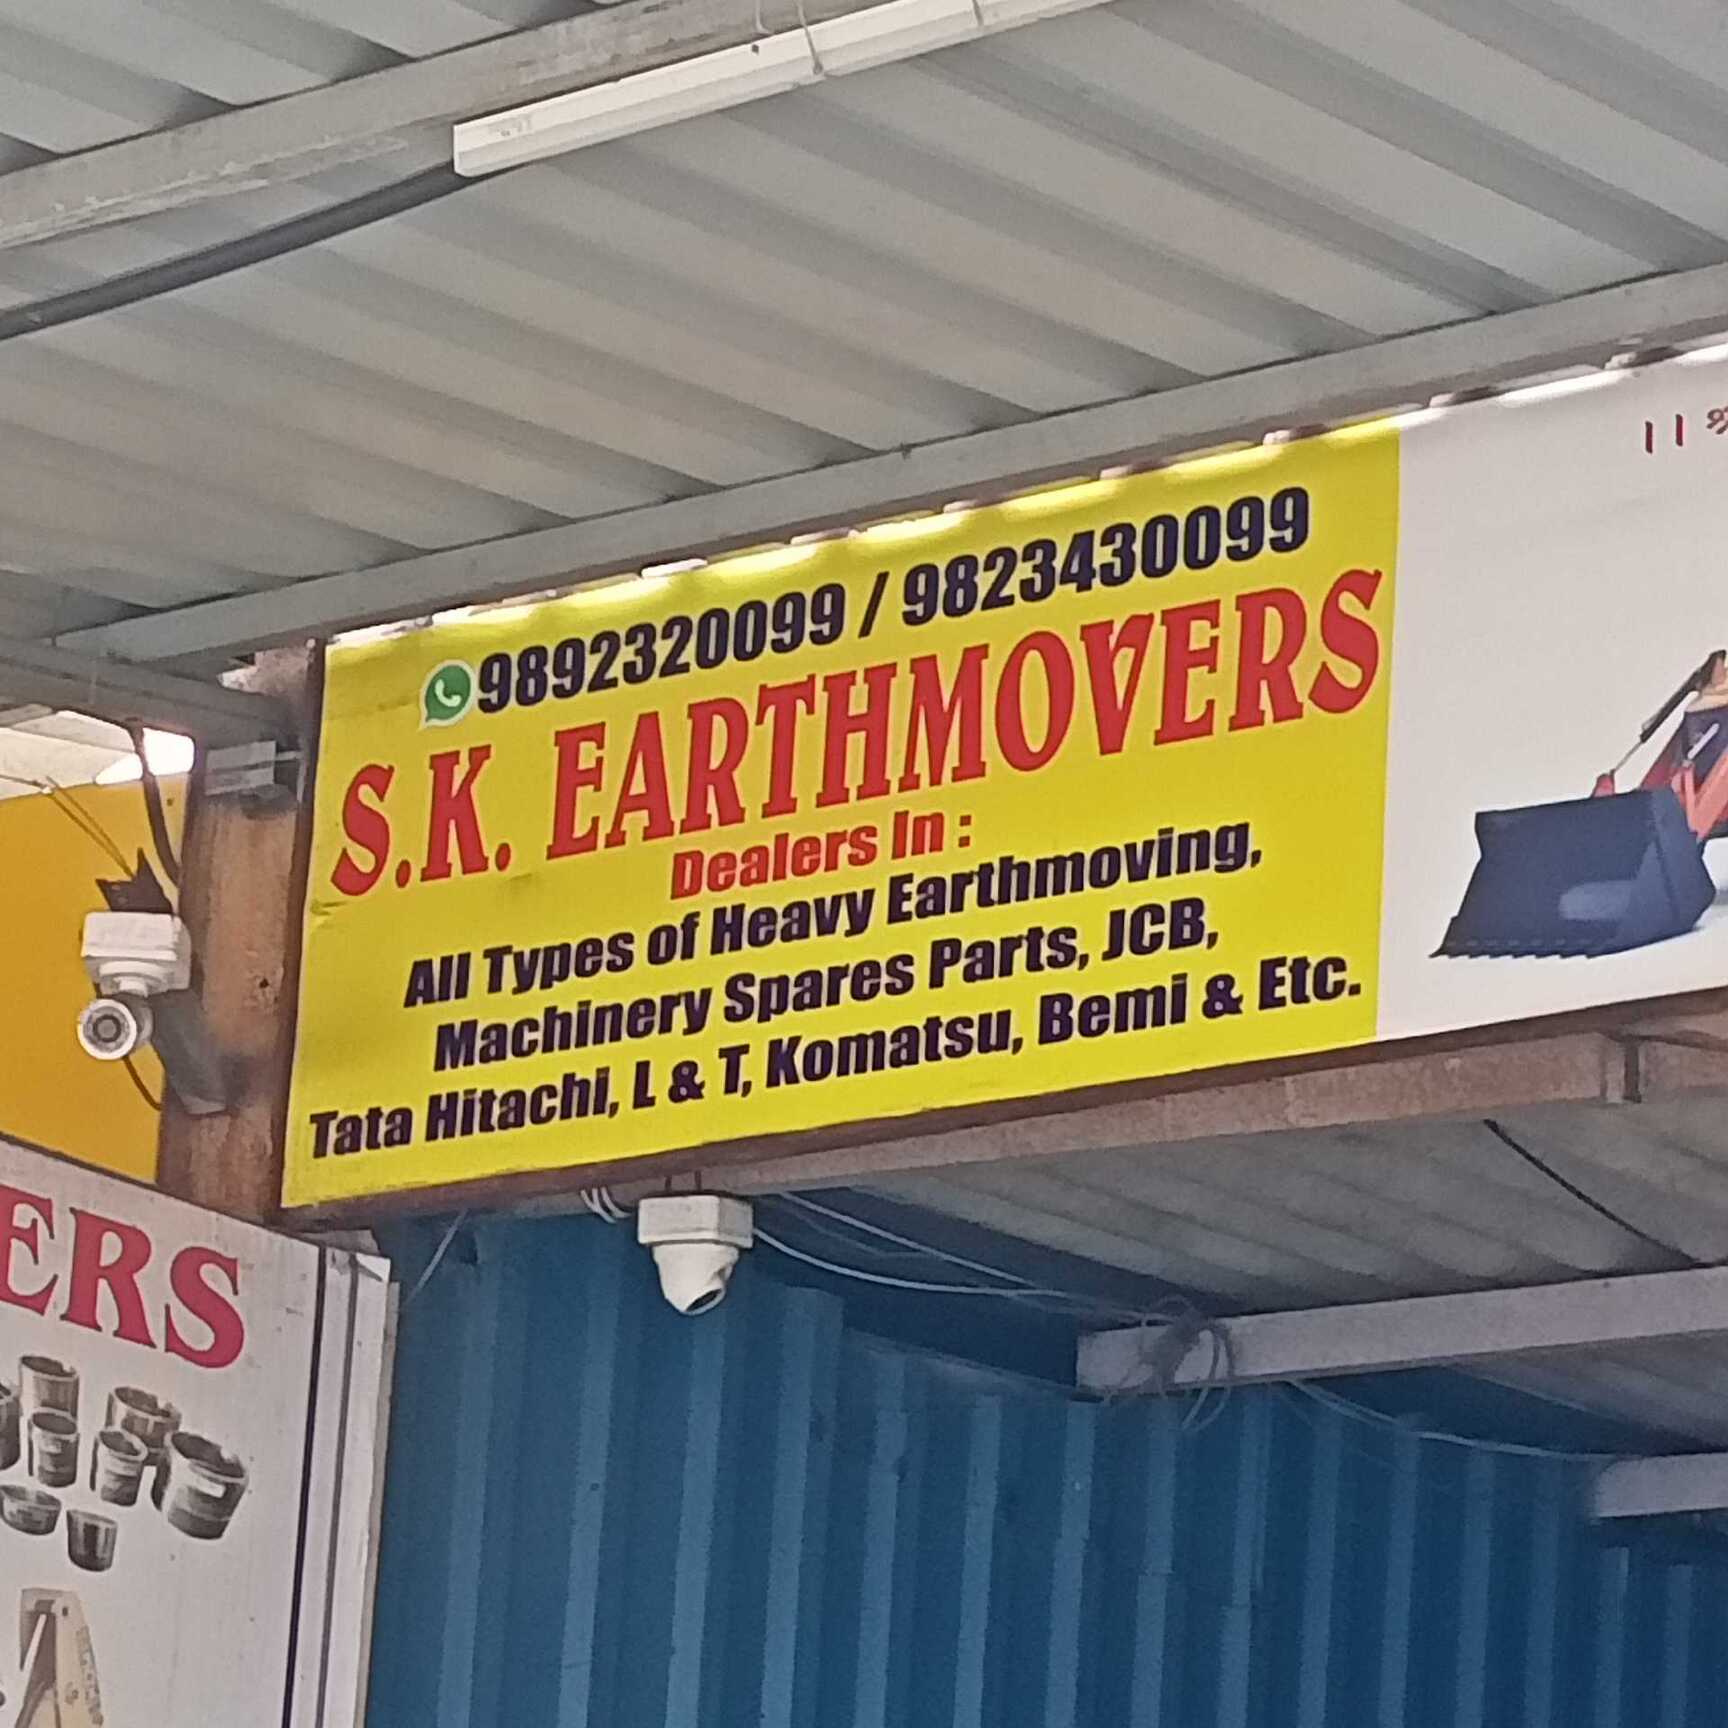 9892320099 / 9823430099
S.K. EARTHMOVERS
Dealers In :
All Types of Heavy Earthmoving,
Machinery Spares Parts, JCB,
Tata Hitachi, L & T, Komatsu, Bemi & Etc.
ERS